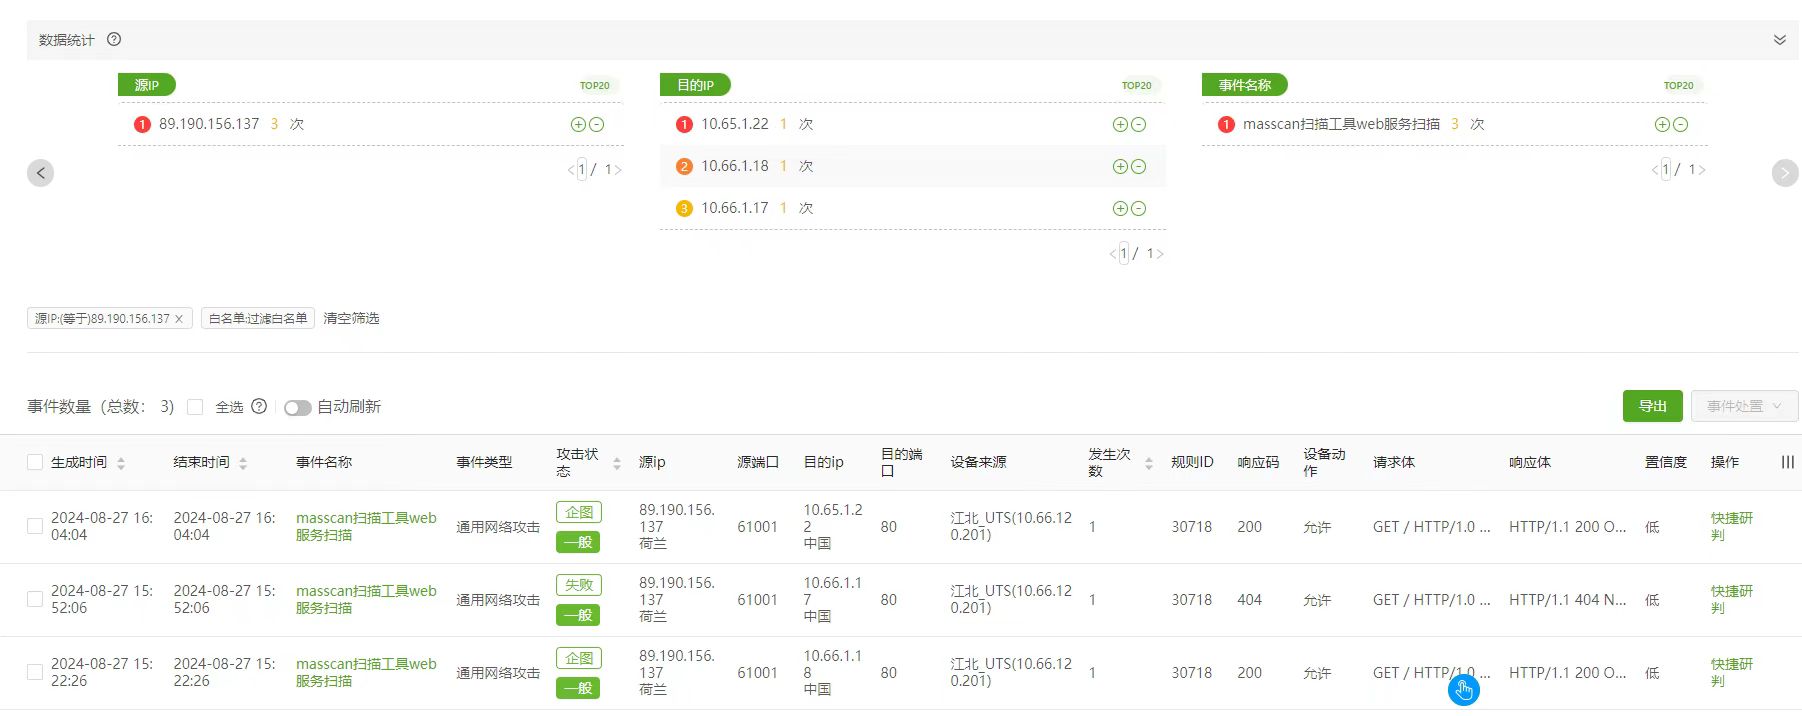 数据统计
源IP TOP20
1 89.190.156.137 3 次
< 1 / 1 >
目的IP TOP20
1 10.65.1.22 1 次
2 10.66.1.18 1 次
3 10.66.1.17 1 次
< 1 / 1 >
事件名称 TOP20
1 masscan扫描工具web服务扫描 3 次
< 1 / 1 >
源IP:(等于)89.190.156.137 × 白名单:过滤白名单 清空筛选
事件数量（总数： 3） 全选 自动刷新 导出 事件处置
生成时间 结束时间 事件名称 事件类型 攻击状态 源ip 源端口 目的ip 目的端口 设备来源 发生次数 规则ID 响应码 设备动作 请求体 响应体 置信度 操作
2024-08-27 16:04:04 2024-08-27 16:04:04 masscan扫描工具web服务扫描 通用网络攻击 企图 一般 89.190.156.137 荷兰 61001 10.65.1.22 中国 80 江北_UTS(10.66.120.201) 1 30718 200 允许 GET / HTTP/1.0 ... HTTP/1.1 200 O... 低 快捷研判
2024-08-27 15:52:06 2024-08-27 15:52:06 masscan扫描工具web服务扫描 通用网络攻击 失败 一般 89.190.156.137 荷兰 61001 10.66.1.17 中国 80 江北_UTS(10.66.120.201) 1 30718 404 允许 GET / HTTP/1.0 ... HTTP/1.1 404 N... 低 快捷研判
2024-08-27 15:22:26 2024-08-27 15:22:26 masscan扫描工具web服务扫描 通用网络攻击 企图 一般 89.190.156.137 荷兰 61001 10.66.1.18 中国 80 江北_UTS(10.66.120.201) 1 30718 200 允许 GET / HTTP/1.0 ... HTTP/1.1 200 O... 低 快捷研判